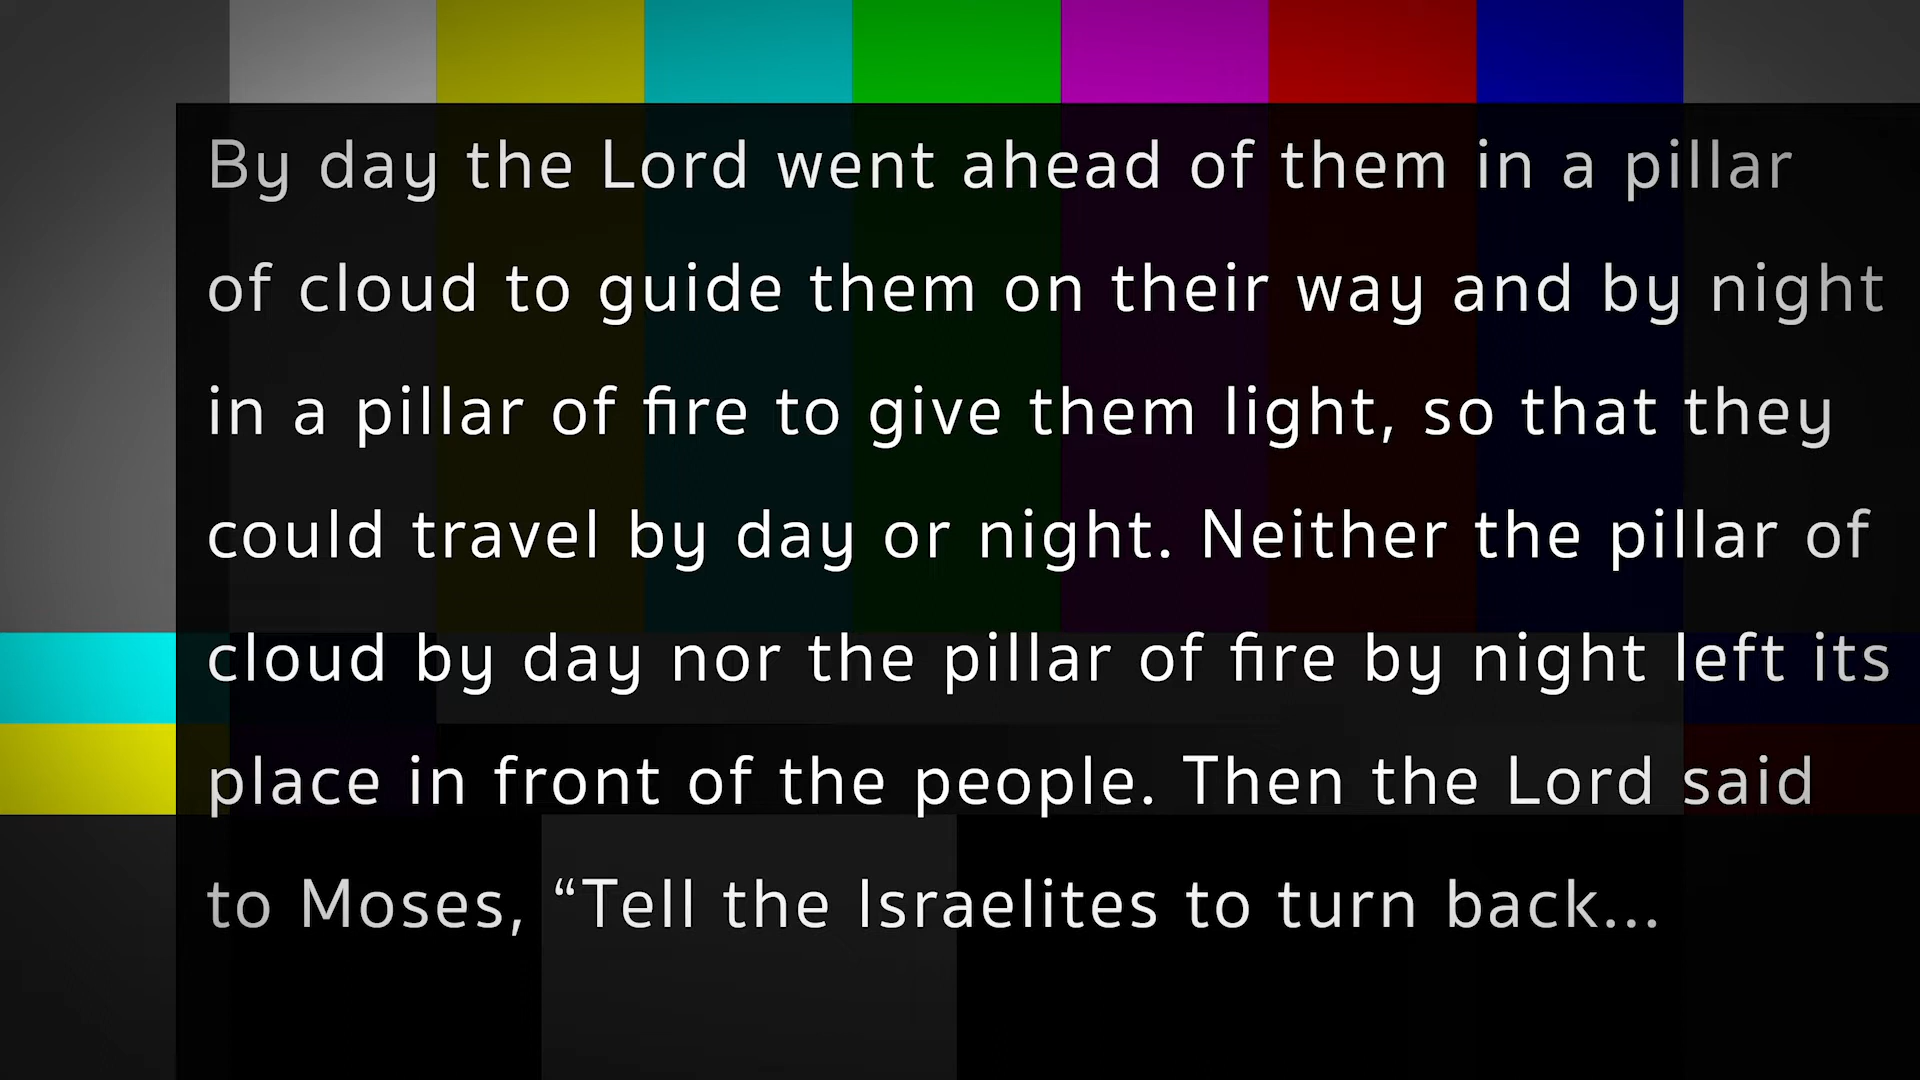 By day the Lord went ahead of them in a pillar
of cloud to guide them on their way and by night
in a pillar of fire to give them light, so that they
could travel by day or night. Neither the pillar of
cloud by day nor the pillar of fire by night left its
place in front of the people. Then the Lord said
to Moses, “Tell the Israelites to turn back...